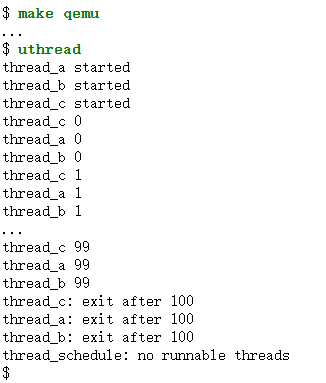 $ make qemu
...
$ uthread
thread_a started
thread_b started
thread_c started
thread_c 0
thread_a 0
thread_b 0
thread_c 1
thread_a 1
thread_b 1
...
thread_c 99
thread_a 99
thread_b 99
thread_c: exit after 100
thread_a: exit after 100
thread_b: exit after 100
thread_schedule: no runnable threads
$